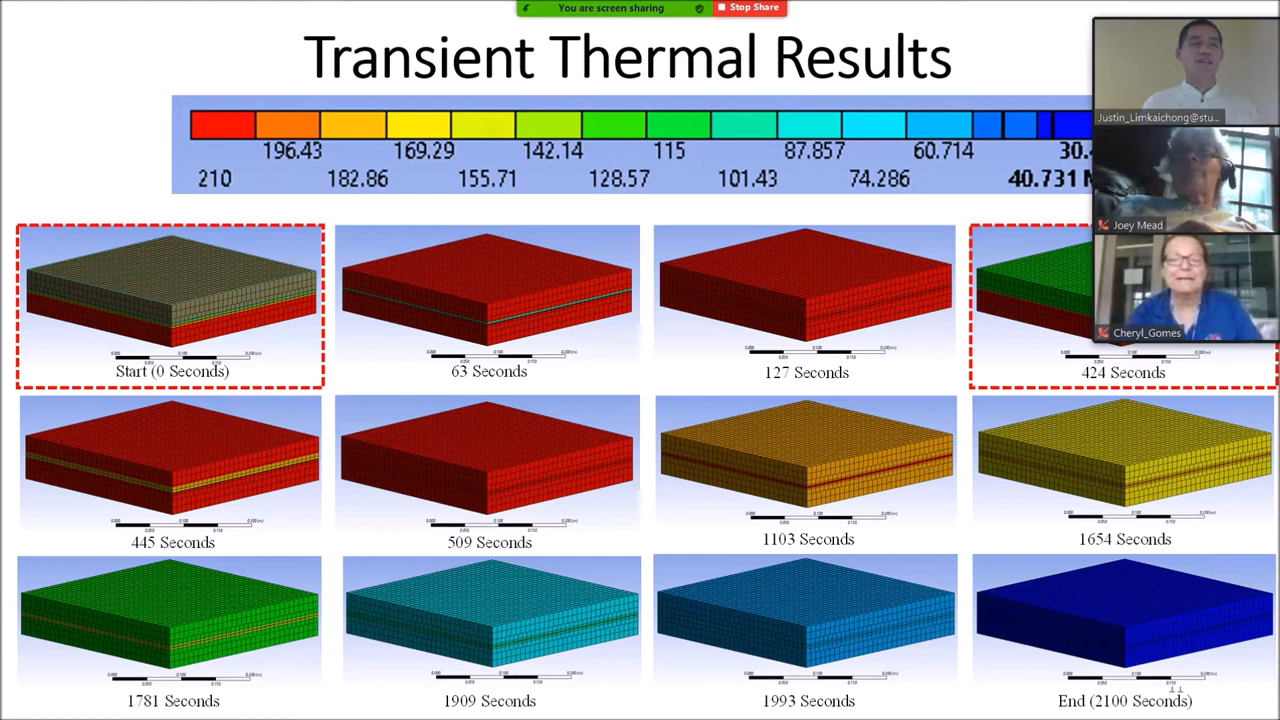 You are screen sharing
Stop Share
Transient Thermal Results
196.43 169.29 142.14 115 87.857 60.714
210 182.86 155.71 128.57 101.43 74.286 40.731
Justin_Limkaichong@stu...
Joey Mead
Cheryl_Gomes
Start (0 Seconds)
63 Seconds
127 Seconds
424 Seconds
445 Seconds
509 Seconds
1103 Seconds
1654 Seconds
1781 Seconds
1909 Seconds
1993 Seconds
End (2100 Seconds)